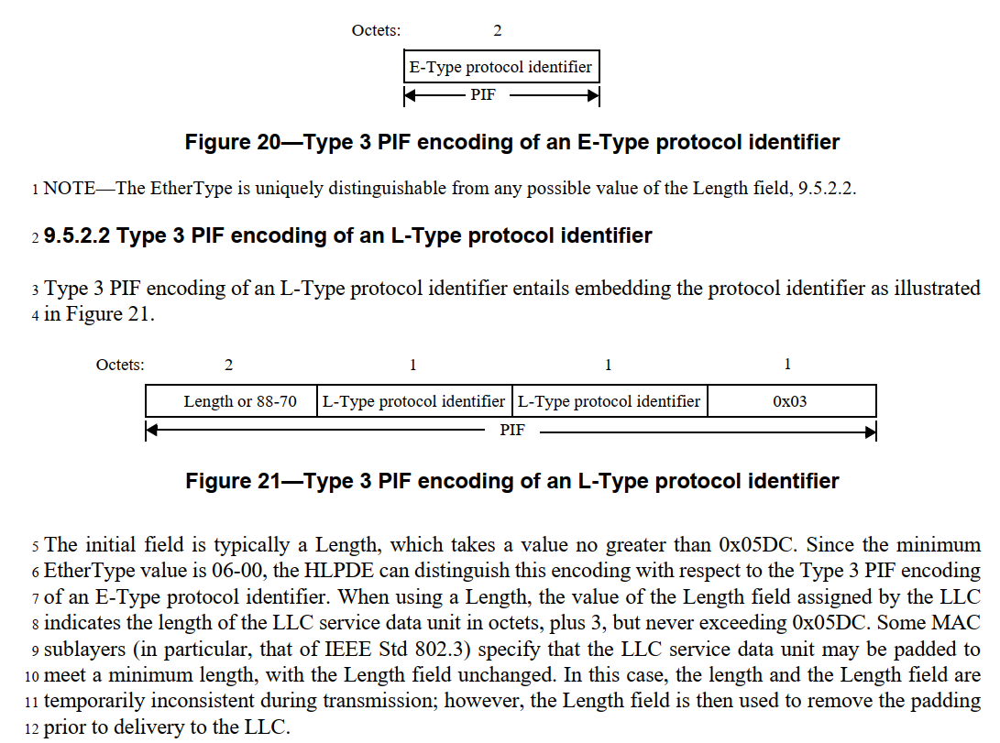 Octets: 2
E-Type protocol identifier
PIF
Figure 20—Type 3 PIF encoding of an E-Type protocol identifier
1 NOTE—The EtherType is uniquely distinguishable from any possible value of the Length field, 9.5.2.2.
2 9.5.2.2 Type 3 PIF encoding of an L-Type protocol identifier
3 Type 3 PIF encoding of an L-Type protocol identifier entails embedding the protocol identifier as illustrated
4 in Figure 21.
Octets: 2 1 1 1
Length or 88-70 L-Type protocol identifier L-Type protocol identifier 0x03
PIF
Figure 21—Type 3 PIF encoding of an L-Type protocol identifier
5 The initial field is typically a Length, which takes a value no greater than 0x05DC. Since the minimum
6 EtherType value is 06-00, the HLPDE can distinguish this encoding with respect to the Type 3 PIF encoding
7 of an E-Type protocol identifier. When using a Length, the value of the Length field assigned by the LLC
8 indicates the length of the LLC service data unit in octets, plus 3, but never exceeding 0x05DC. Some MAC
9 sublayers (in particular, that of IEEE Std 802.3) specify that the LLC service data unit may be padded to
10 meet a minimum length, with the Length field unchanged. In this case, the length and the Length field are
11 temporarily inconsistent during transmission; however, the Length field is then used to remove the padding
12 prior to delivery to the LLC.